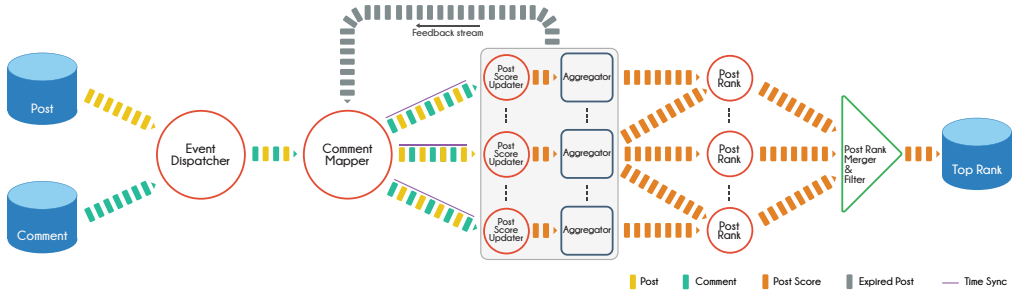 Feedback stream
Post
Comment
Event
Dispatcher
Comment
Mapper
Post
Score
Updater
Aggregator
Post
Score
Updater
Aggregator
Post
Score
Updater
Aggregator
Post
Rank
Post
Rank
Post
Rank
Post Rank
Merger
&
Filter
Top Rank
Post
Comment
Post Score
Expired Post
Time Sync